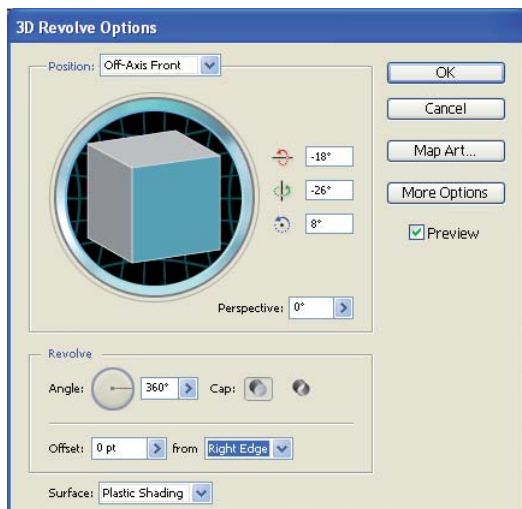 3D Revolve Options
Position: Off-Axis Front
OK
Cancel
Map Art...
More Options
Preview
-18°
-26°
8°
Perspective: 0°
Revolve
Angle: 360° Cap:
Offset: 0 pt from Right Edge
Surface: Plastic Shading